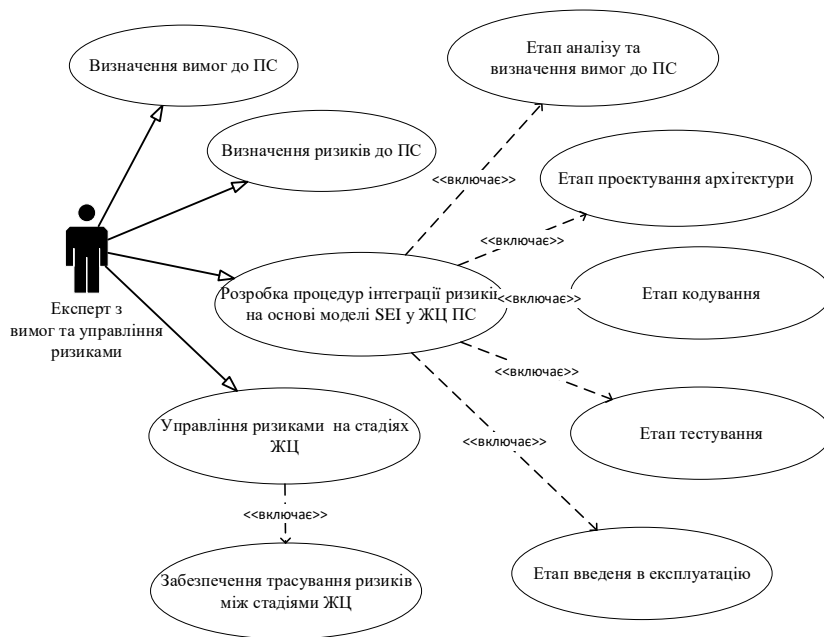 Визначення вимог до ПС
Етап аналізу та
визначення вимог до ПС
Визначення ризиків до ПС
<<включає>>
Етап проектування архітектури
<<включає>>
Експерт з
вимог та управління
ризиками
Розробка процедур інтеграції ризиків
на основі моделі SEI у ЖЦ ПС
<<включає>>
Етап кодування
<<включає>>
Етап тестування
Управління ризиками на стадіях
ЖЦ
<<включає>>
<<включає>>
Забезпечення трасування ризиків
між стадіями ЖЦ
Етап введеня в експлуатацію